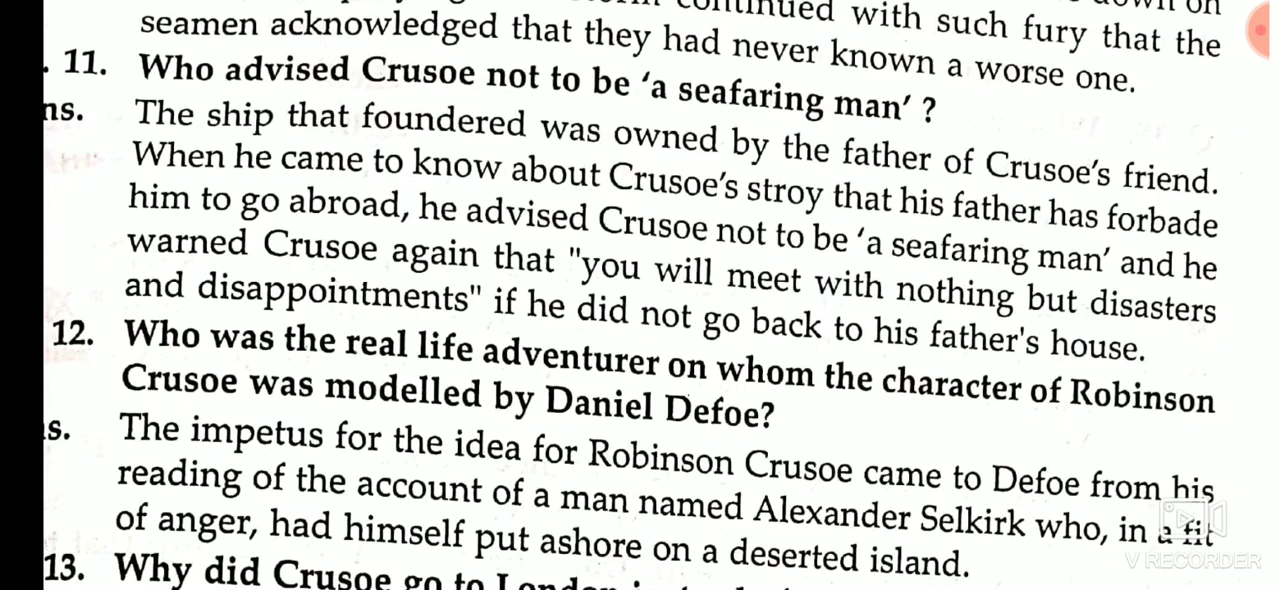 continued with such fury that the
seamen acknowledged that they had never known a worse one.
. 11. Who advised Crusoe not to be 'a seafaring man' ?
ns. The ship that foundered was owned by the father of Crusoe's friend.
When he came to know about Crusoe's stroy that his father has forbade
him to go abroad, he advised Crusoe not to be 'a seafaring man' and he
warned Crusoe again that "you will meet with nothing but disasters
and disappointments" if he did not go back to his father's house.
12. Who was the real life adventurer on whom the character of Robinson
Crusoe was modelled by Daniel Defoe?
s. The impetus for the idea for Robinson Crusoe came to Defoe from his
reading of the account of a man named Alexander Selkirk who, in a fit
of anger, had himself put ashore on a deserted island.
13. Why did Crusoe go to London
V RECORDER